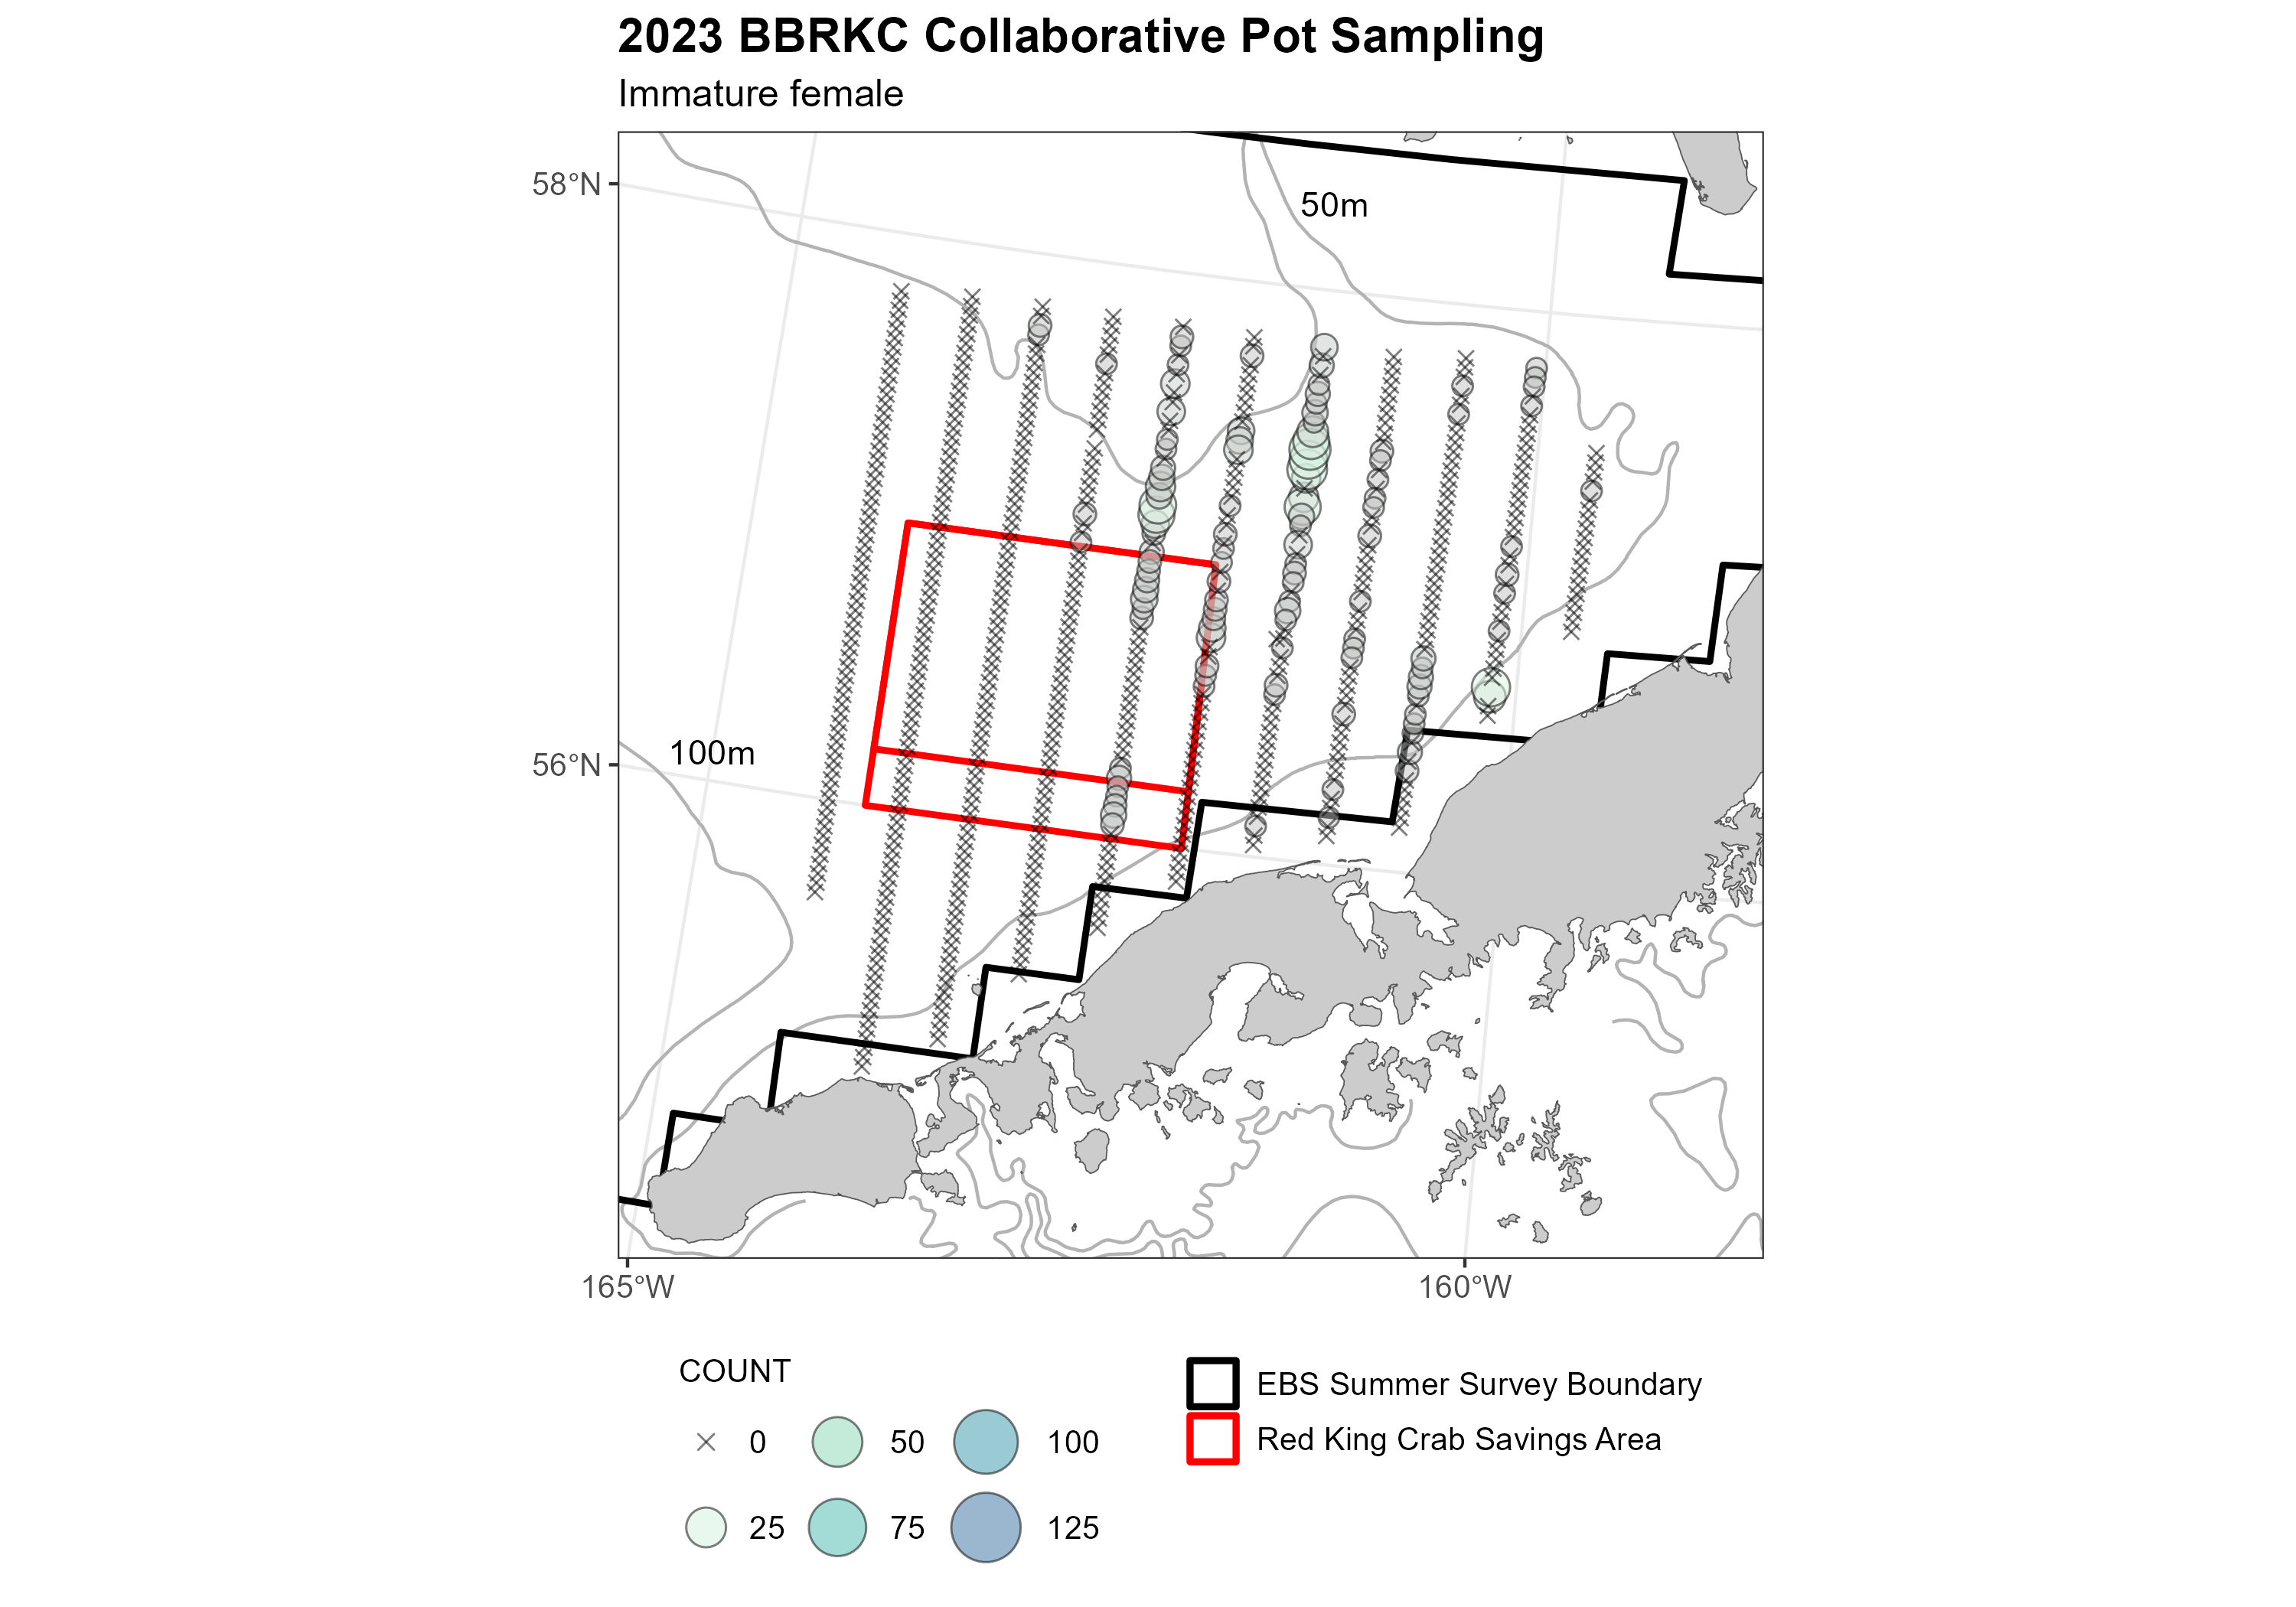 2023 BBRKC Collaborative Pot Sampling
Immature female
58°N
50m
56°N
100m
165°W
160°W
COUNT
0
50
100
25
75
125
EBS Summer Survey Boundary
Red King Crab Savings Area